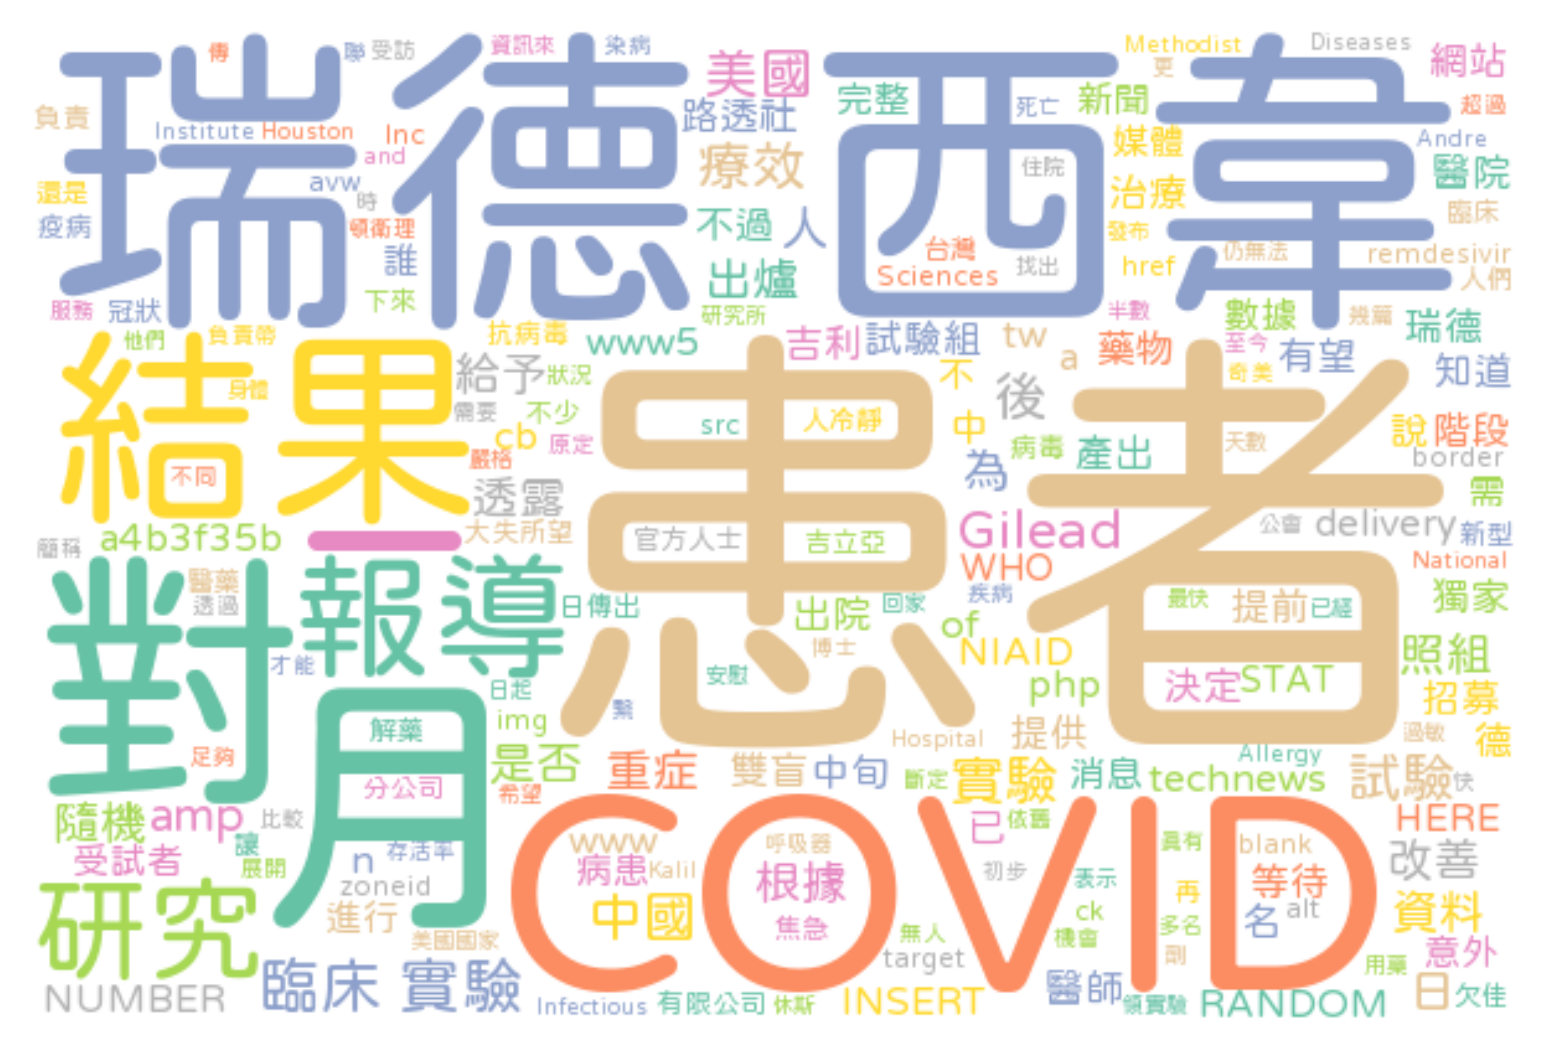 瑞德西韋
傳
聯
受訪
資訊來
染病
美國
完整
死亡
新聞
Methodist
更
Diseases
網站
超過
負責
Institute
Houston
Inc
and
路透社
療效
媒體
Andre
醫院
還是
avw
時
住院
治療
臨床
疫病
頓衛理
誰
不過
人
台灣
Sciences
找出
發布
href
仍無法
remdesivir
人們
服務
冠狀
下來
出爐
研究所
半數
數據
幾篇
瑞德
他們
負責帶
抗病毒
www5
吉利
試驗組
tw
a
藥物
至今
有望
知道
結果
身體
給予
狀況
需要
不少
cb
原定
嚴格
不同
透露
患者
src
人冷靜
不
後
中
為
病毒
產出
奇美
天數
說
階段
border
需
簡稱
a4b3f35b
一
大失所望
官方人士
吉立亞
Gilead
公會
delivery
新型
WHO
National
對
醫藥
透過
報導
日傳出
出院
回家
疾病
最快
提前
已經
獨家
才能
博士
of
NIAID
照組
日起
安慰
php
決定
STAT
招募
月
解藥
img
Hospital
提供
過敏
德
足夠
分公司
是否
希望
重症
雙盲
中旬
斷定
實驗
消息
Allergy
technews
試驗
快
隨機
amp
比較
讓
受試者
展開
n
存活率
zoneid
COVID
www
病患
Kalil
呼吸器
根據
已
依舊
初步
表示
具有
blank
HERE
改善
等待
再
alt
研究
進行
美國國家
中國
焦急
無人
target
ck
機會
多名
名
資料
意外
用藥
NUMBER
臨床
實驗
Infectious
有限公司
休斯
INSERT
醫師
領實驗
RANDOM
日
欠佳